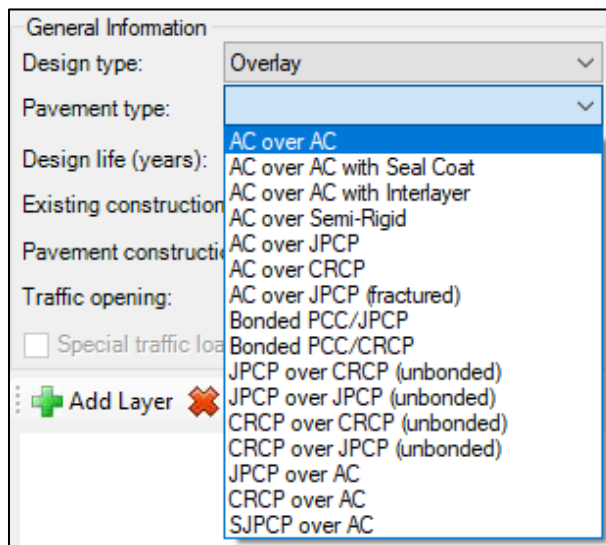 General Information
Design type: Overlay
Pavement type:
AC over AC
Design life (years): AC over AC with Seal Coat
AC over AC with Interlayer
Existing construction
AC over Semi-Rigid
AC over JPCP
Pavement constructi
AC over CRCP
Traffic opening: AC over JPCP (fractured)
Bonded PCC/JPCP
Special traffic loa Bonded PCC/CRCP
JPCP over CRCP (unbonded)
Add Layer JPCP over JPCP (unbonded)
CRCP over CRCP (unbonded)
CRCP over JPCP (unbonded)
JPCP over AC
CRCP over AC
SJPCP over AC